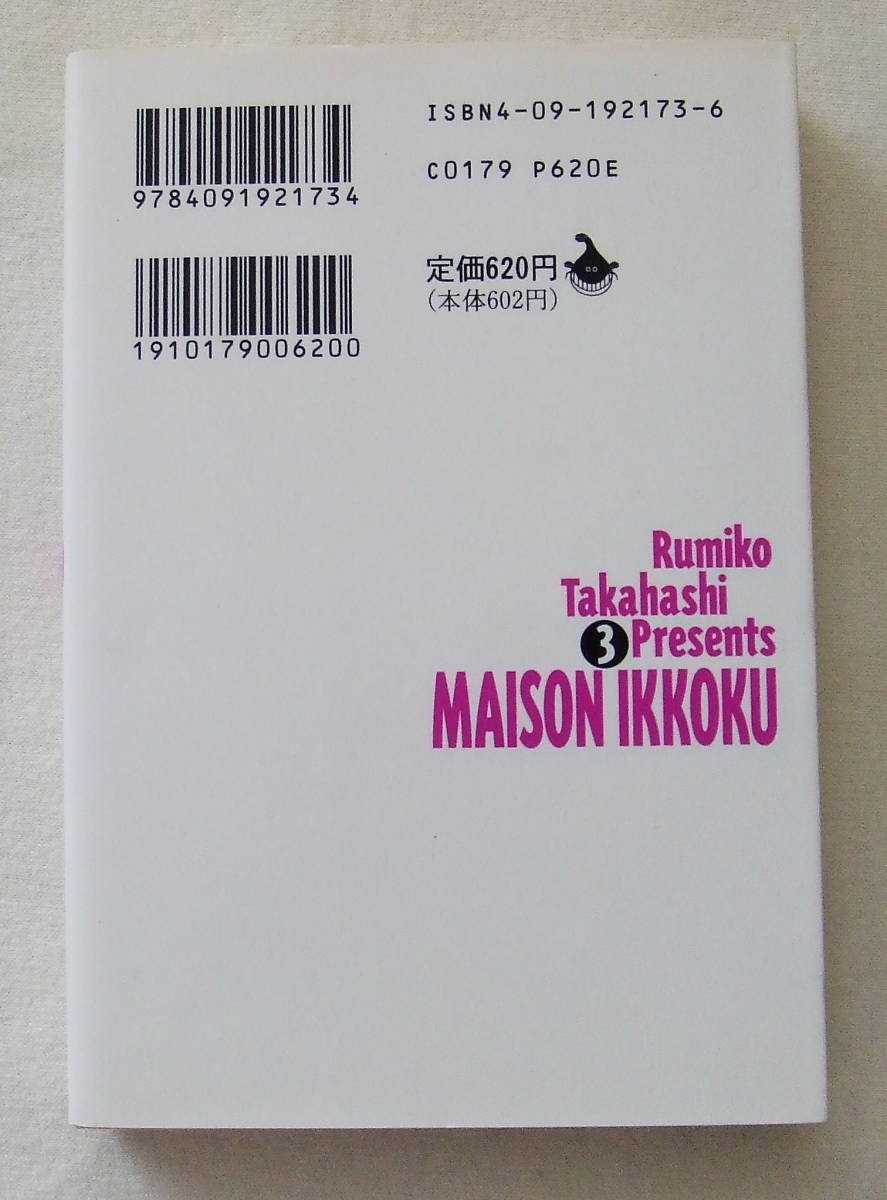 ISBN4-09-192173-6
9784091921734
C0179 P620E
定価620円
(本体602円)
1910179006200
Rumiko
Takahashi
3 Presents
MAISON IKKOKU